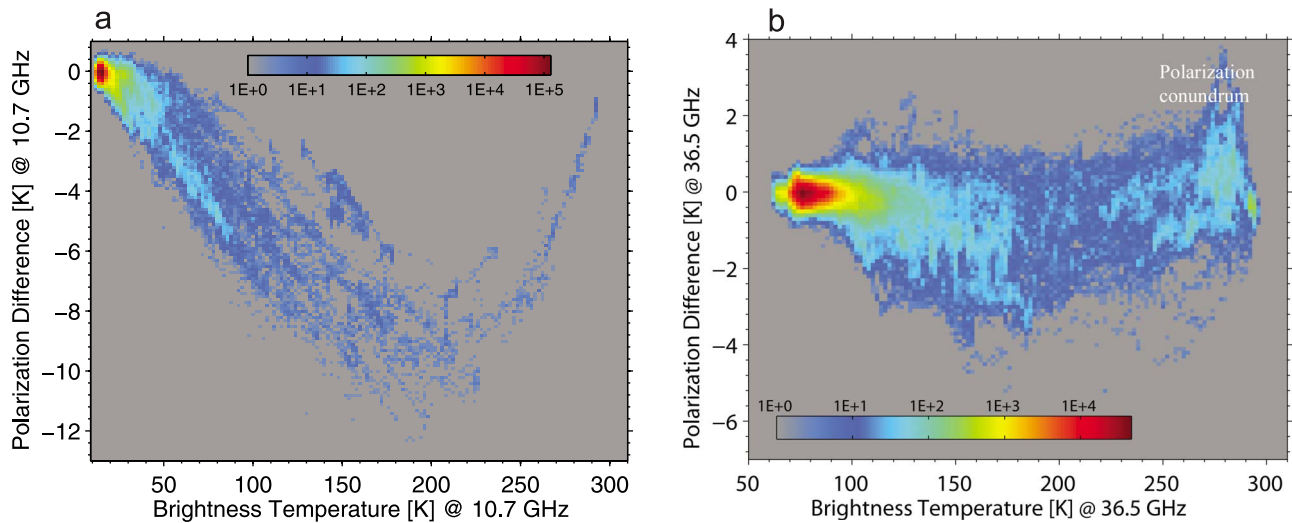 a
Polarization Difference [K] @ 10.7 GHz
0
−2
−4
−6
−8
−10
−12
1E+0 1E+1 1E+2 1E+3 1E+4 1E+5
50 100 150 200 250 300
Brightness Temperature [K] @ 10.7 GHz
b
Polarization Difference [K] @ 36.5 GHz
4
2
0
−2
−4
−6
Polarization
conundrum
1E+0 1E+1 1E+2 1E+3 1E+4
50 100 150 200 250 300
Brightness Temperature [K] @ 36.5 GHz